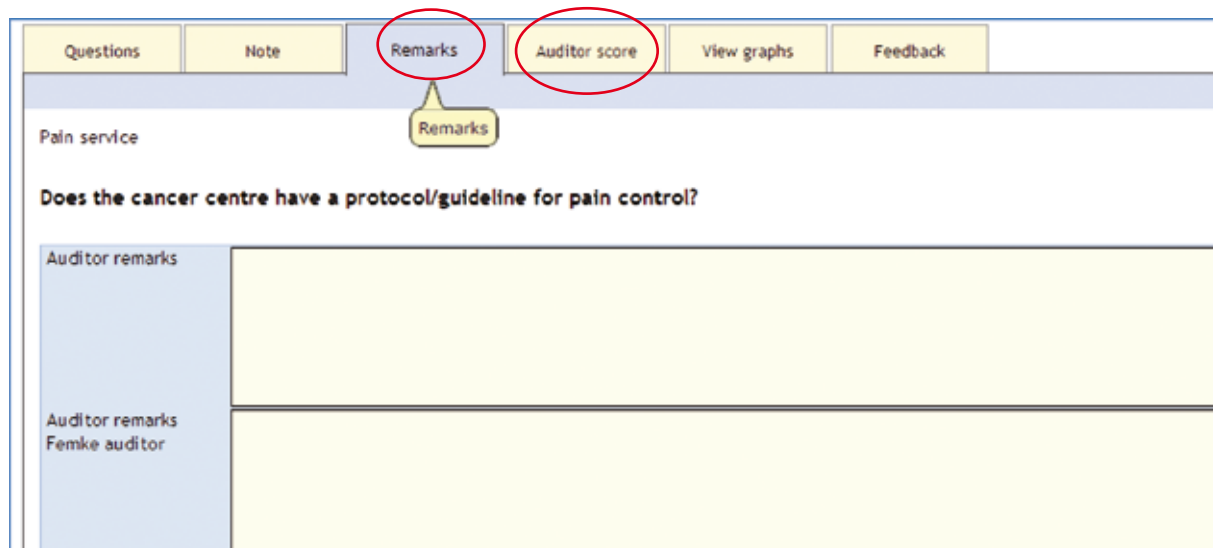 Questions Note Remarks Auditor score View graphs Feedback
Remarks
Pain service
Does the cancer centre have a protocol/guideline for pain control?
Auditor remarks
Auditor remarks
Femke auditor